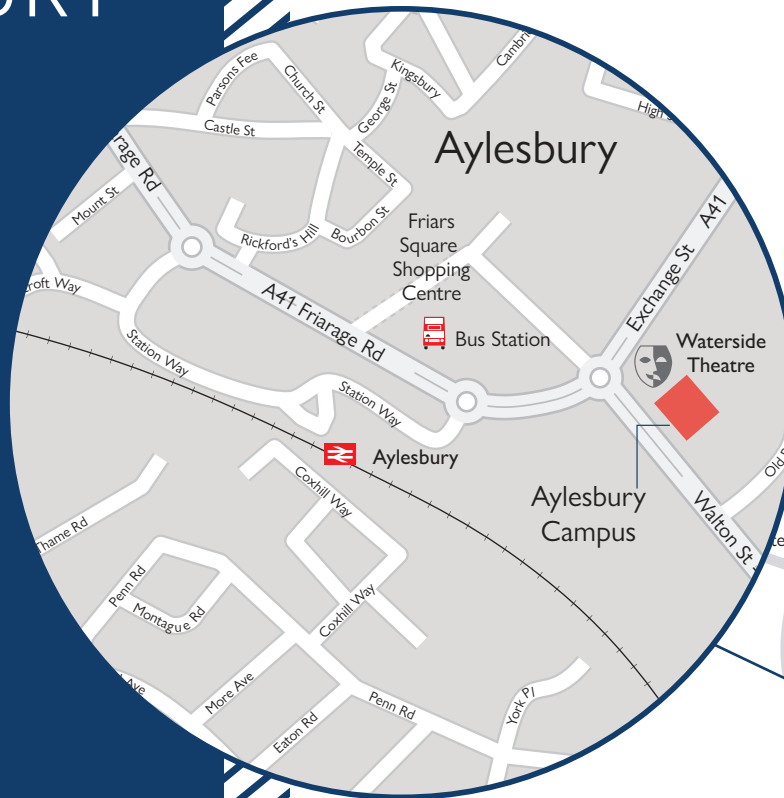 Parsons Fee
Church St
Kingsbury
George St
Castle St
Temple St
Aylesbury
Mount St
Rickford's Hill
Bourbon St
Friars
Square
Shopping
Centre
A41
Exchange St
A41 Friarage Rd
Bus Station
Waterside
Theatre
Station Way
Station Way
Aylesbury
Coxhill Way
Aylesbury
Campus
Walton St
Thame Rd
Penn Rd
Montague Rd
Coxhill Way
More Ave
Penn Rd
Eaton Rd
York Pl